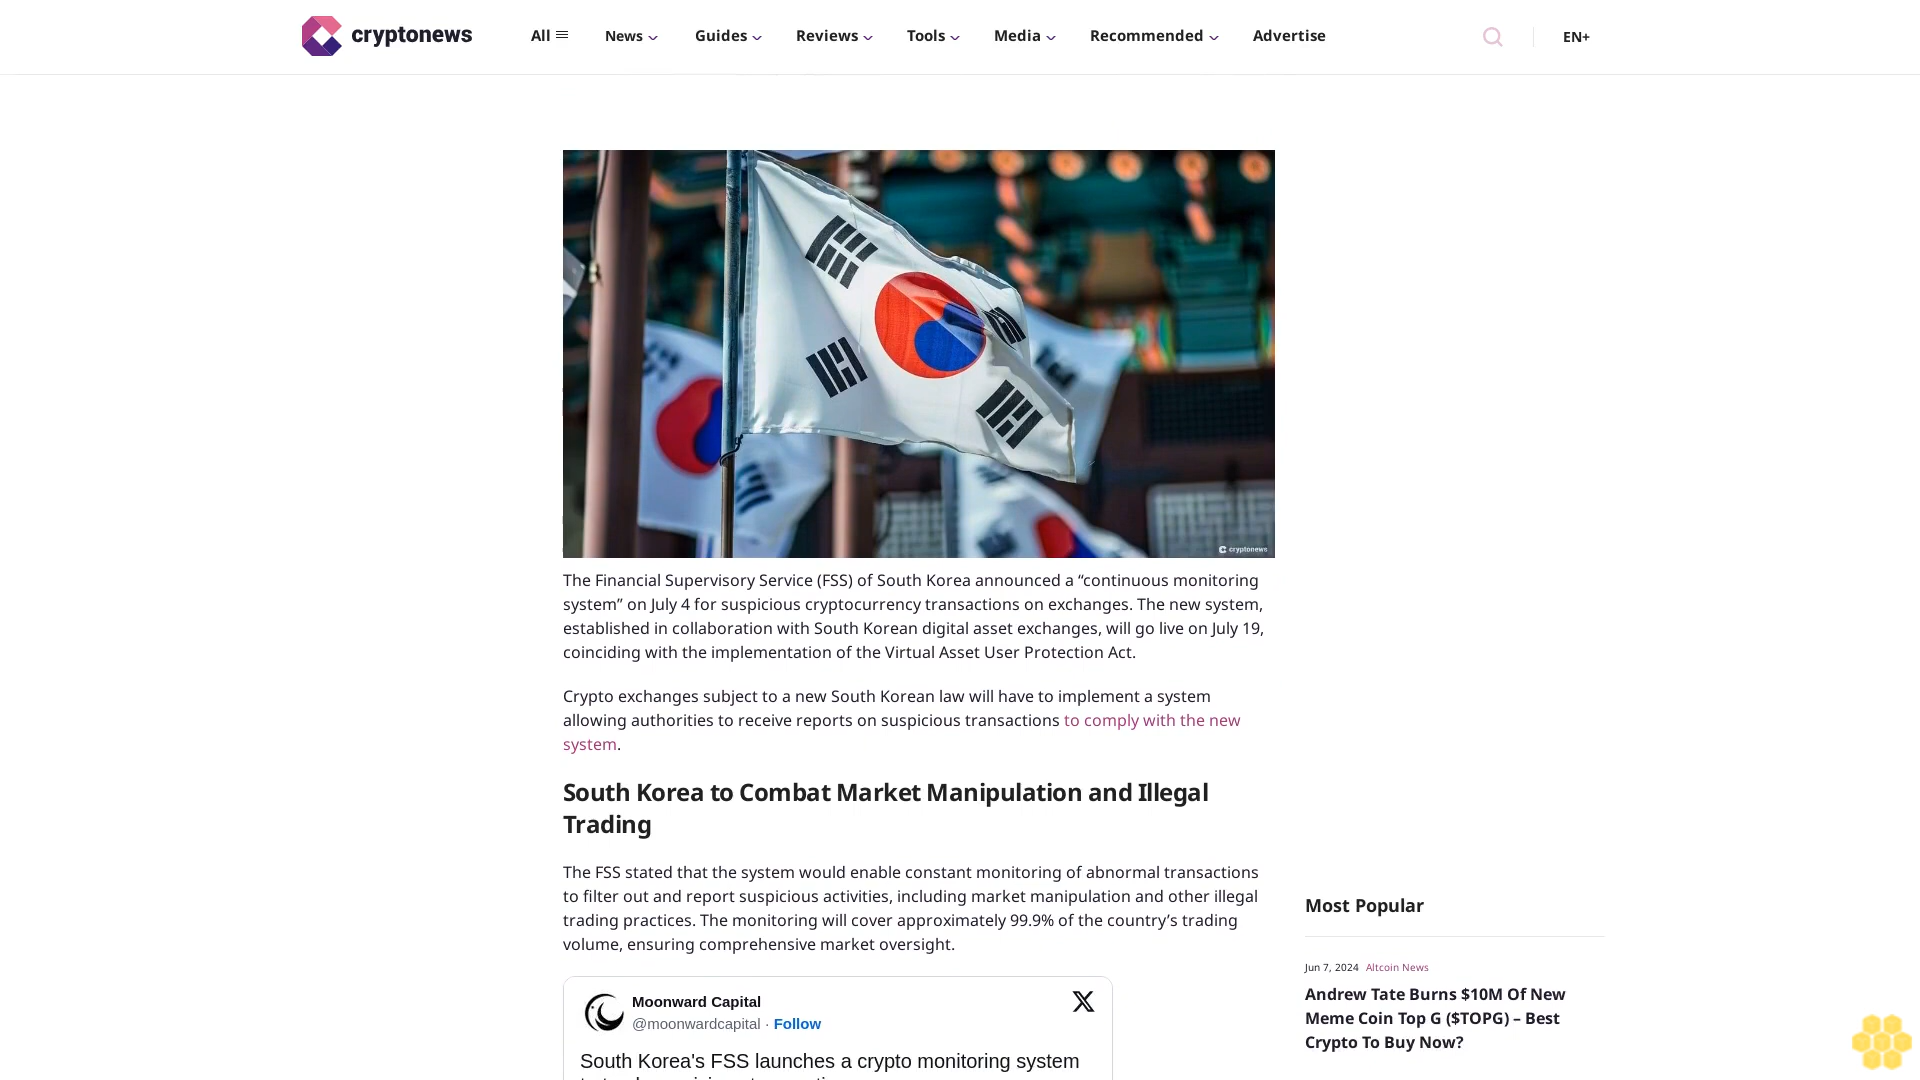 cryptonews
All
News
Guides
Reviews
Tools
Media
Recommended
Advertise
EN+
cryptonews
The Financial Supervisory Service (FSS) of South Korea announced a “continuous monitoring
system” on July 4 for suspicious cryptocurrency transactions on exchanges. The new system,
established in collaboration with South Korean digital asset exchanges, will go live on July 19,
coinciding with the implementation of the Virtual Asset User Protection Act.
Crypto exchanges subject to a new South Korean law will have to implement a system
allowing authorities to receive reports on suspicious transactions to comply with the new
system.
South Korea to Combat Market Manipulation and Illegal
Trading
The FSS stated that the system would enable constant monitoring of abnormal transactions
to filter out and report suspicious activities, including market manipulation and other illegal
trading practices. The monitoring will cover approximately 99.9% of the country’s trading
volume, ensuring comprehensive market oversight.
Moonward Capital
@moonwardcapital · Follow
South Korea's FSS launches a crypto monitoring system
Most Popular
Jun 7, 2024 Altcoin News
Andrew Tate Burns $10M Of New
Meme Coin Top G ($TOPG) – Best
Crypto To Buy Now?